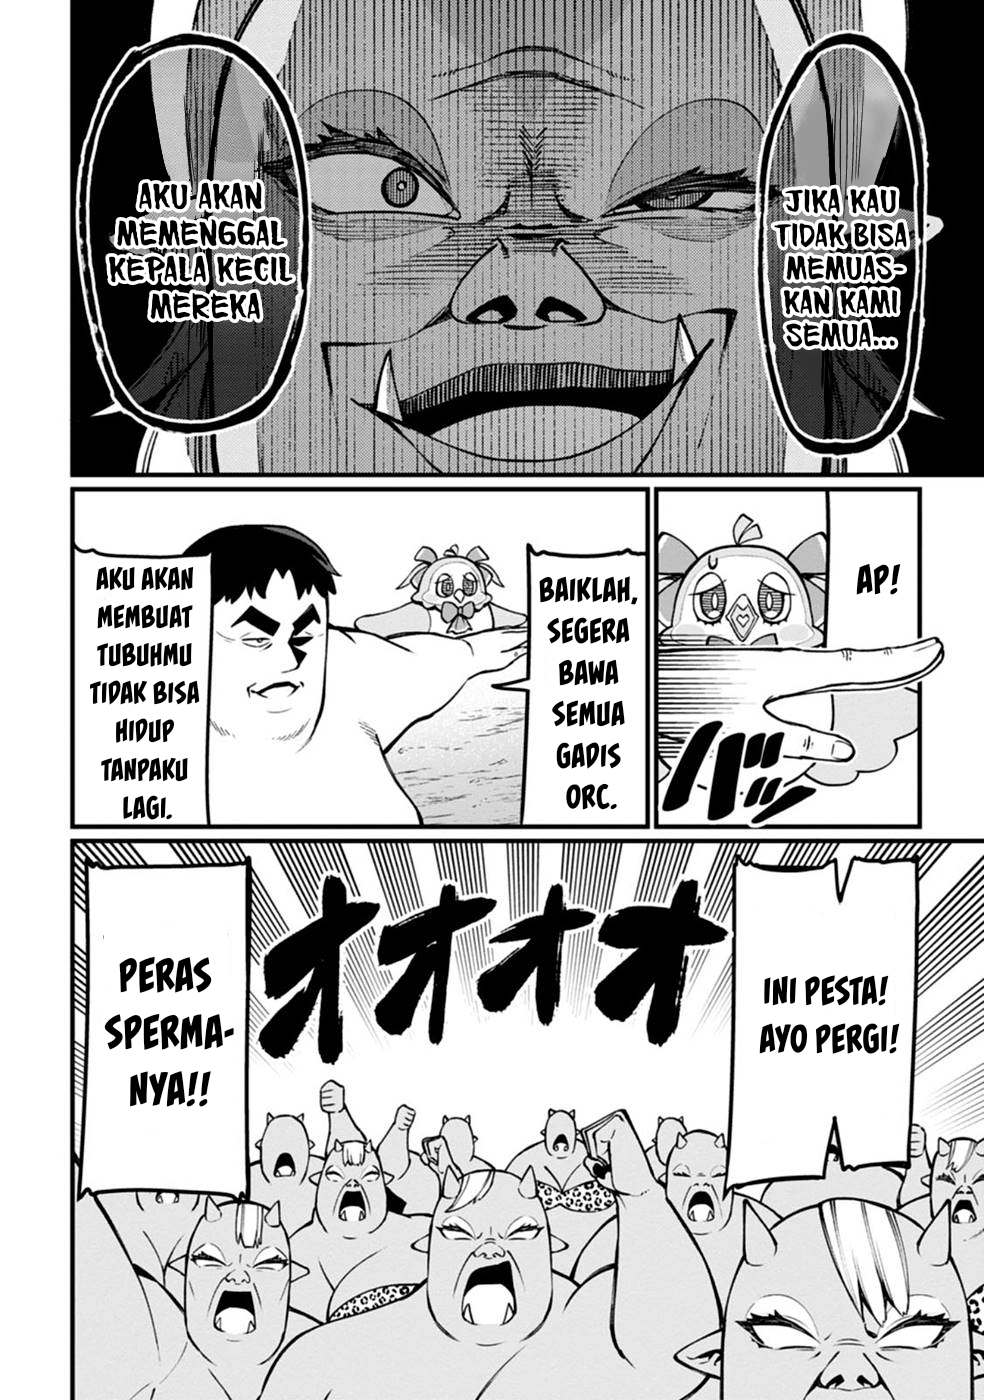 JIKA KAU
TIDAK BISA
MEMUAS-
KAN KAMI
SEMUA...
AKU AKAN
MEMENGGAL
KEPALA KECIL
MEREKA
AP!
バッ
BAIKLAH,
SEGERA
BAWA
SEMUA
GADIS
ORC.
AKU AKAN
MEMBUAT
TUBUHMU
TIDAK BISA
HIDUP
TANPAKU
LAGI.
INI PESTA!
AYO PERGI!
オオオオ
PERAS
SPERMA-
NYA!!